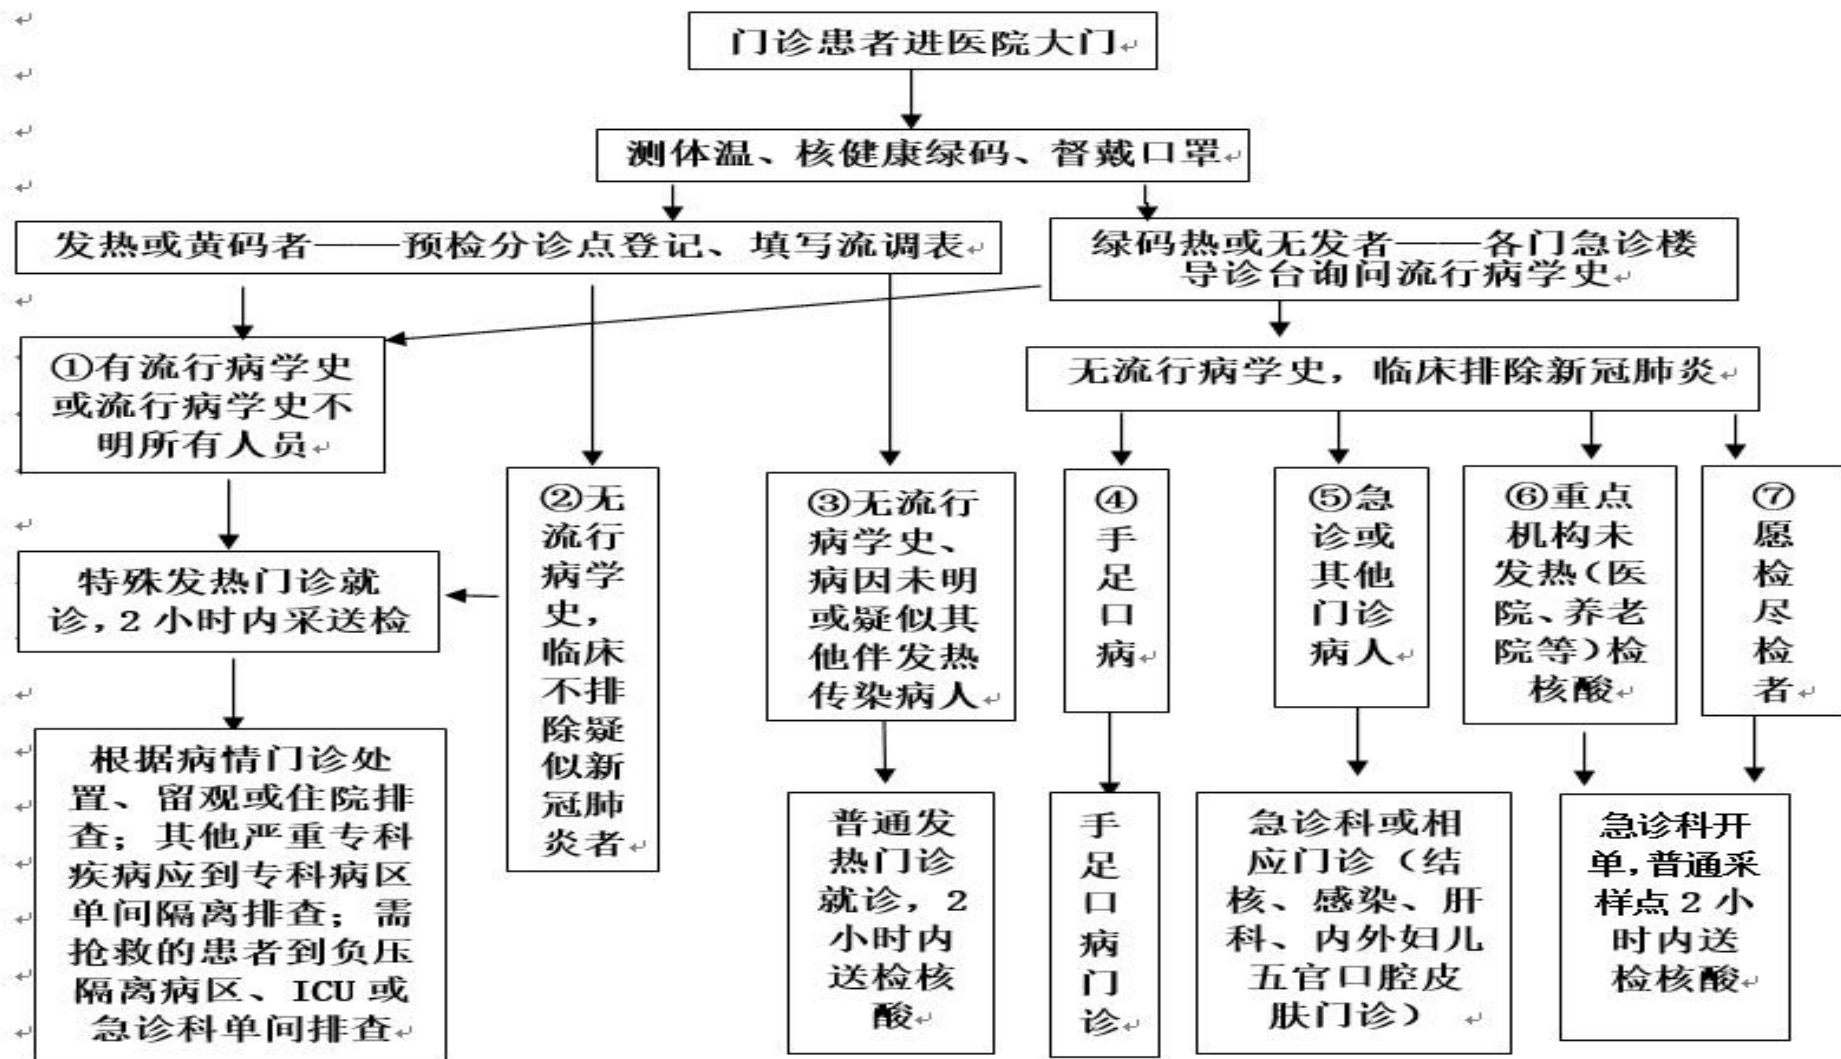 门诊患者进医院大门
测体温、核健康绿码、督戴口罩
发热或黄码者——预检分诊点登记、填写流调表
绿码热或无发者——各门急诊楼
导诊台询问流行病学史
①有流行病学史
或流行病学史不
明所有人员
无流行病学史，临床排除新冠肺炎
特殊发热门诊就
诊,2小时内采送检
②无
流行
病学
史，
临床
不排
除疑
似新
冠肺
炎者
③无流行
病学史、
病因未明
或疑似其
他伴发热
传染病人
④
手
足
口
病
⑤急
诊或
其他
门诊
病人
⑥重点
机构未
发热(医
院、养老
院等)检
核酸
⑦
愿
检
尽
检
者
根据病情门诊处
置、留观或住院排
查；其他严重专科
疾病应到专科病区
单间隔离排查；需
抢救的患者到负压
隔离病区、ICU或
急诊科单间排查
普通发
热门诊
就诊，2
小时内
送检核
酸
手
足
口
病
门
诊
急诊科或相
应门诊（结
核、感染、肝
科、内外妇儿
五官口腔皮
肤门诊）
急诊科开
单,普通采
样点2小
时内送
检核酸